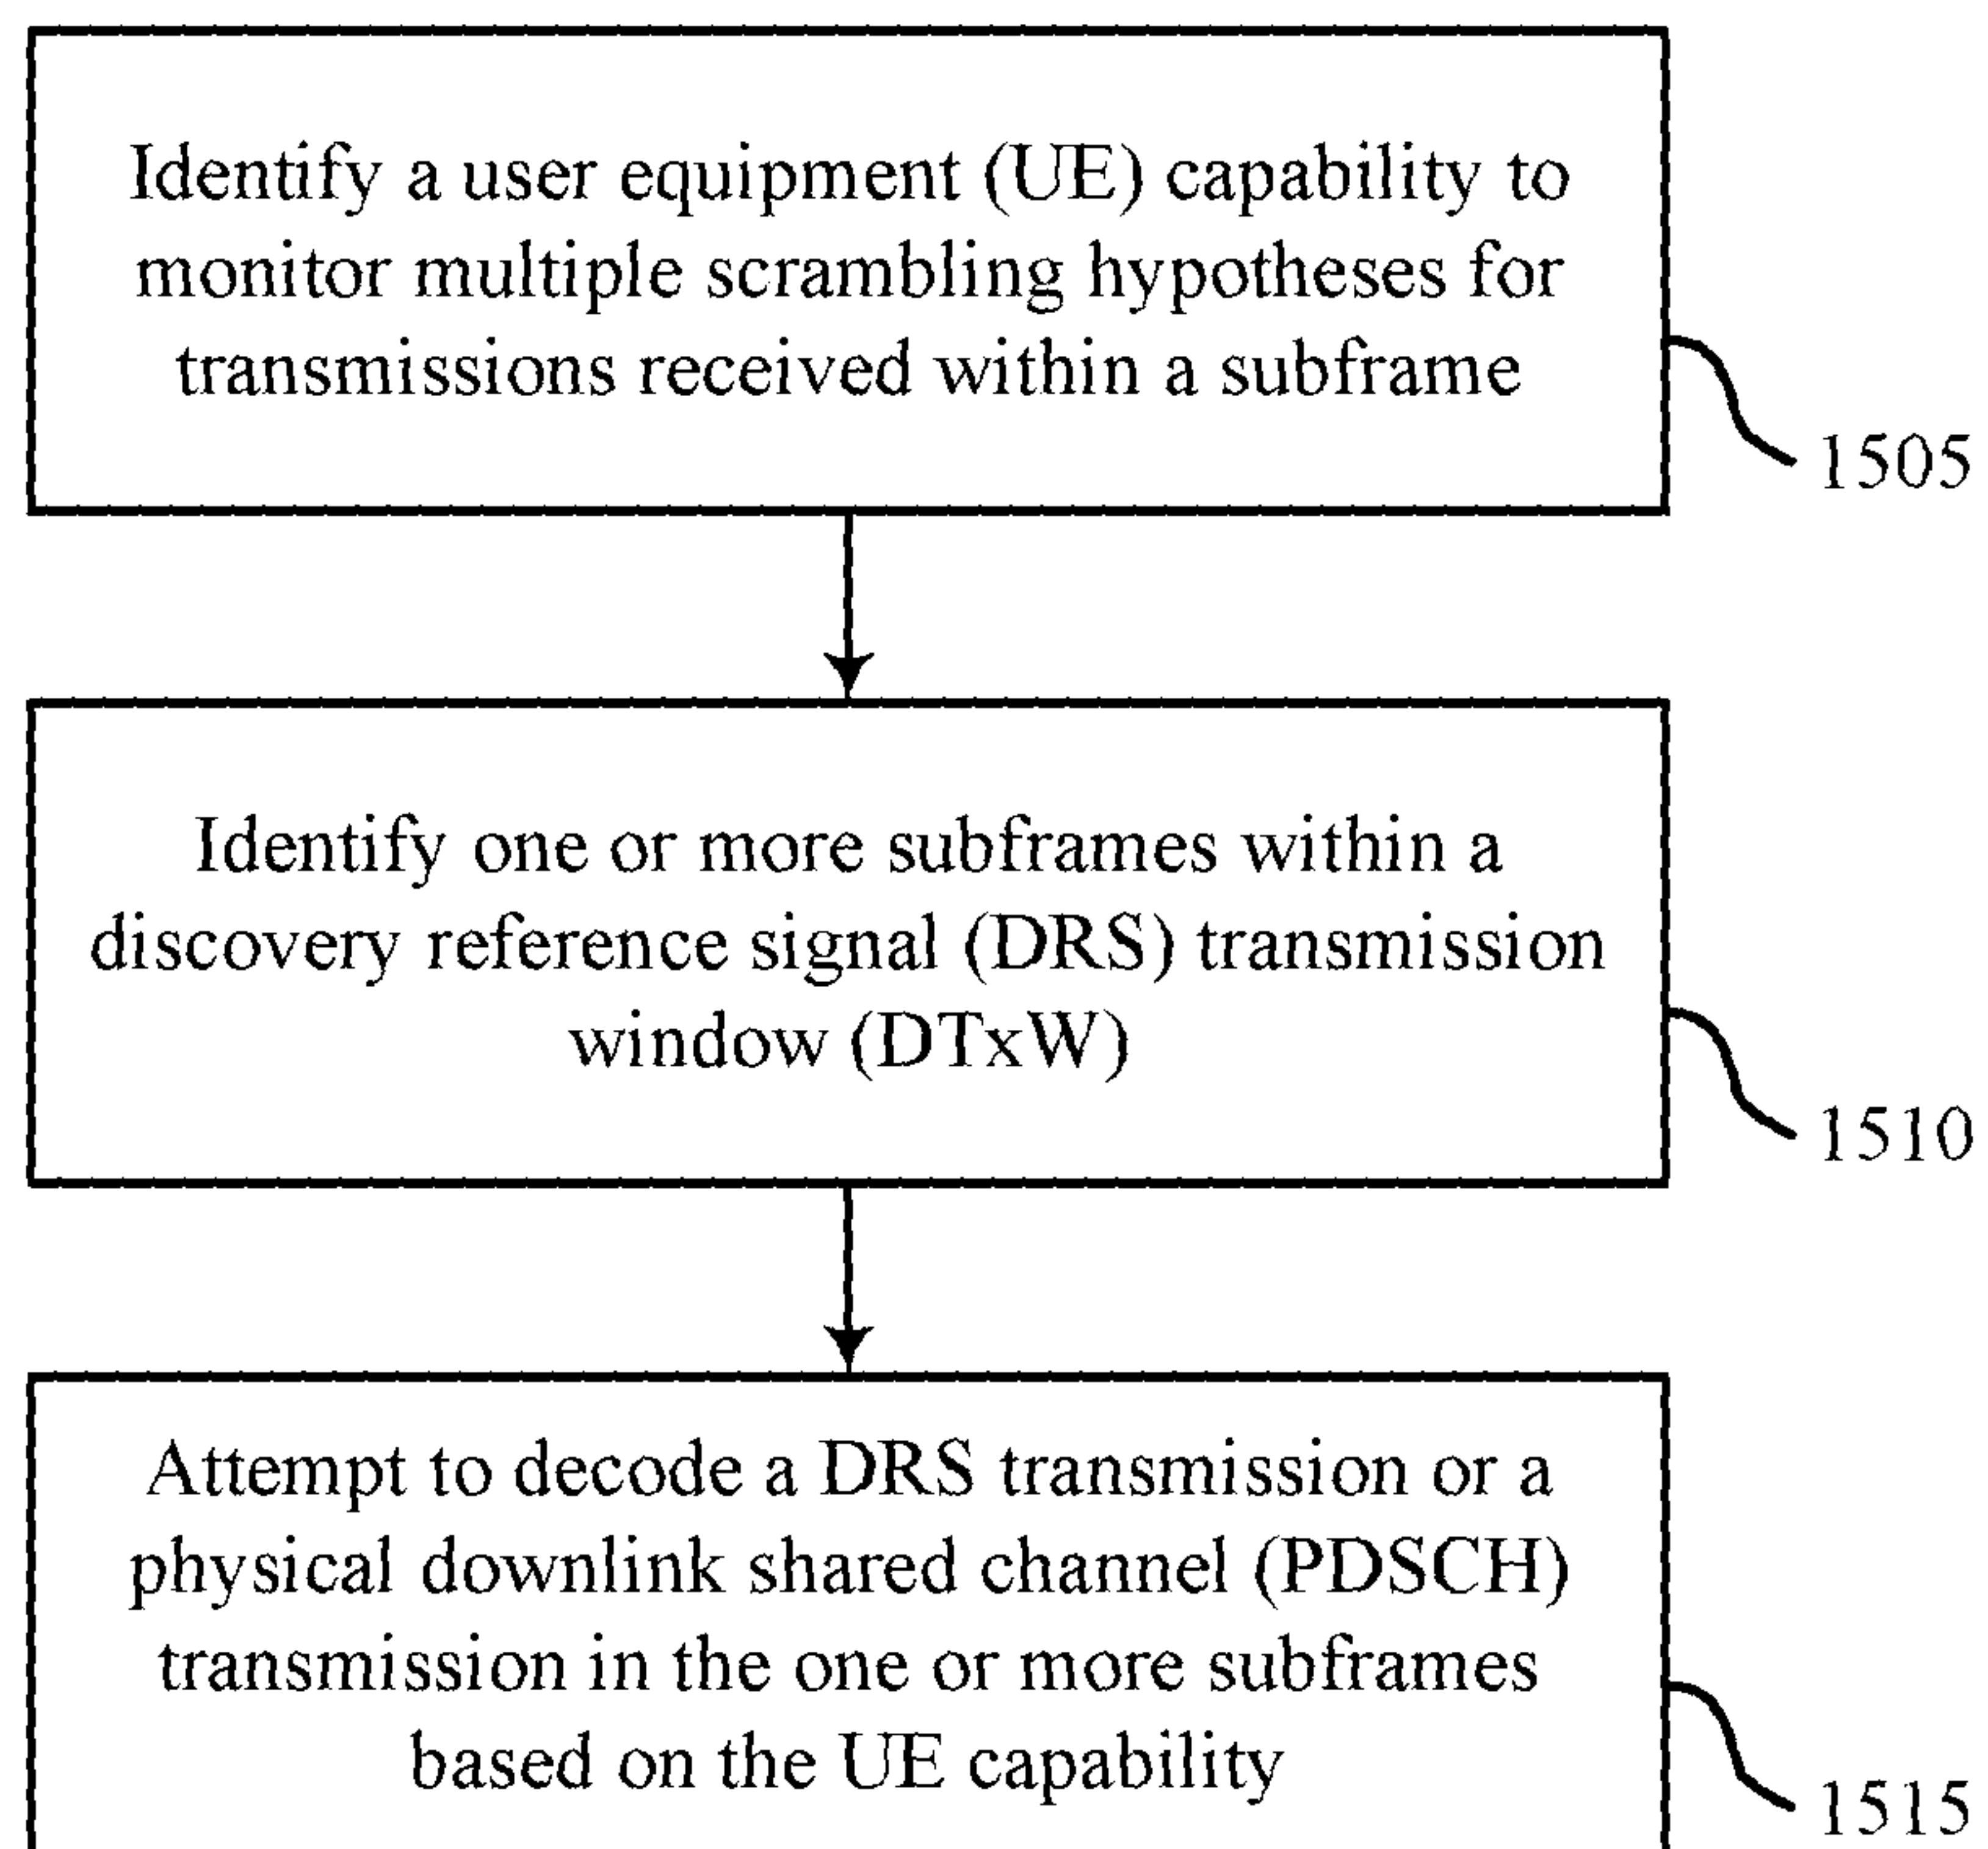 Identify a user equipment (UE) capability to
monitor multiple scrambling hypotheses for
transmissions received within a subframe
1505
Identify one or more subframes within a
discovery reference signal (DRS) transmission
window (DTxW)
1510
Attempt to decode a DRS transmission or a
physical downlink shared channel (PDSCH)
transmission in the one or more subframes
based on the UE capability
1515